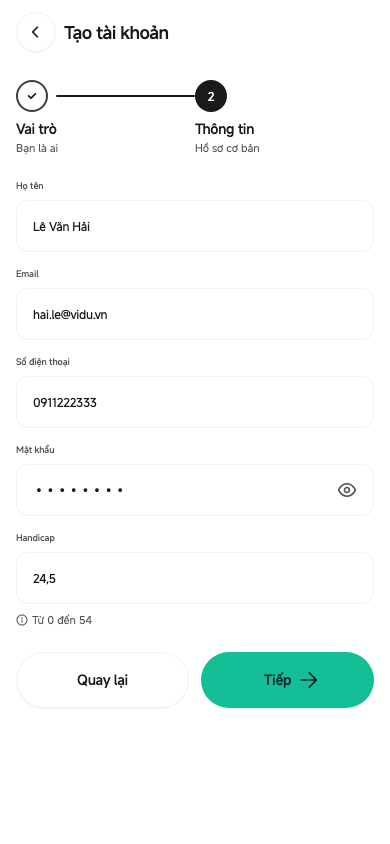 Tạo tài khoản
2
Vai trò
Bạn là ai
Thông tin
Hồ sơ cơ bản
Họ tên
Lê Văn Hải
Email
hai.le@vidu.vn
Số điện thoại
0911222333
Mật khẩu
••••••••
Handicap
24,5
Từ 0 đến 54
Quay lại
Tiếp